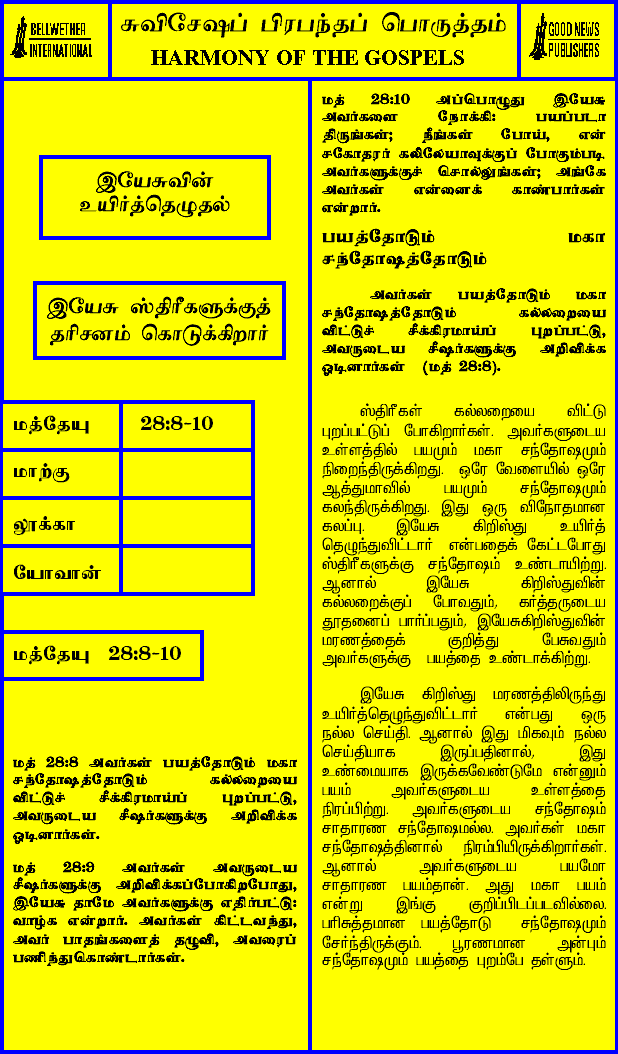 BELLWETHER
INTERNATIONAL
சுவிசேஷப் பிரபந்தப் பொருத்தம்
HARMONY OF THE GOSPELS
GOOD NEWS
PUBLISHERS
இயேசுவின்
உயிர்த்தெழுதல்
இயேசு ஸ்திரீகளுக்குத்
தரிசனம் கொடுக்கிறார்
மத்தேயு 28:8-10
மாற்கு
லூக்கா
யோவான்
மத்தேயு 28:8-10
மத் 28:8 அவர்கள் பயத்தோடும் மகா
சந்தோஷத்தோடும் கல்லறையை
விட்டுச் சீக்கிரமாய்ப் புறப்பட்டு,
அவருடைய சீஷர்களுக்கு அறிவிக்க
ஓடினார்கள்.
மத் 28:9 அவர்கள் அவருடைய
சீஷர்களுக்கு அறிவிக்கப்போகிறபோது,
இயேசு தாமே அவர்களுக்கு எதிர்பட்டு:
வாழ்க என்றார். அவர்கள் கிட்டவந்து,
அவர் பாதங்களைத் தழுவி, அவரைப்
பணிந்துகொண்டார்கள்.
மத் 28:10 அப்பொழுது இயேசு
அவர்களை நோக்கி: பயப்படா
திருங்கள்; நீங்கள் போய், என்
சகோதரர் கலிலேயாவுக்குப் போகும்படி
அவர்களுக்குச் சொல்லுங்கள்; அங்கே
அவர்கள் என்னைக் காண்பார்கள்
என்றார்.
பயத்தோடும் மகா
சந்தோஷத்தோடும்
அவர்கள் பயத்தோடும் மகா
சந்தோஷத்தோடும் கல்லறையை
விட்டுச் சீக்கிரமாய்ப் புறப்பட்டு,
அவருடைய சீஷர்களுக்கு அறிவிக்க
ஓடினார்கள் (மத் 28:8).
ஸ்திரீகள் கல்லறையை விட்டு
புறப்பட்டுப் போகிறார்கள். அவர்களுடைய
உள்ளத்தில் பயமும் மகா சந்தோஷமும்
நிறைந்திருக்கிறது. ஒரே வேளையில் ஒரே
ஆத்துமாவில் பயமும் சந்தோஷமும்
கலந்திருக்கிறது. இது ஒரு விநோதமான
கலப்பு. இயேசு கிறிஸ்து உயிர்த்
தெழுந்துவிட்டார் என்பதைக் கேட்டபோது
ஸ்திரீகளுக்கு சந்தோஷம் உண்டாயிற்று.
ஆனால் இயேசு கிறிஸ்துவின்
கல்லறைக்குப் போவதும், கர்த்தருடைய
தூதனைப் பார்ப்பதும், இயேசுகிறிஸ்துவின்
மரணத்தைக் குறித்து பேசுவதும்
அவர்களுக்கு பயத்தை உண்டாக்கிற்று.
இயேசு கிறிஸ்து மரணத்திலிருந்து
உயிர்த்தெழுந்துவிட்டார் என்பது ஒரு
நல்ல செய்தி. ஆனால் இது மிகவும் நல்ல
செய்தியாக இருப்பதினால், இது
உண்மையாக இருக்கவேண்டுமே என்னும்
பயம் அவர்களுடைய உள்ளத்தை
நிரப்பிற்று. அவர்களுடைய சந்தோஷம்
சாதாரண சந்தோஷமல்ல. அவர்கள் மகா
சந்தோஷத்தினால் நிரம்பியிருக்கிறார்கள்.
ஆனால் அவர்களுடைய பயமோ
சாதாரண பயம்தான். அது மகா பயம்
என்று இங்கு குறிப்பிடப்படவில்லை.
பரிசுத்தமான பயத்தோடு சந்தோஷமும்
சேர்ந்திருக்கும். பூரணமான அன்பும்
சந்தோஷமும் பயத்தை புறம்பே தள்ளும்.